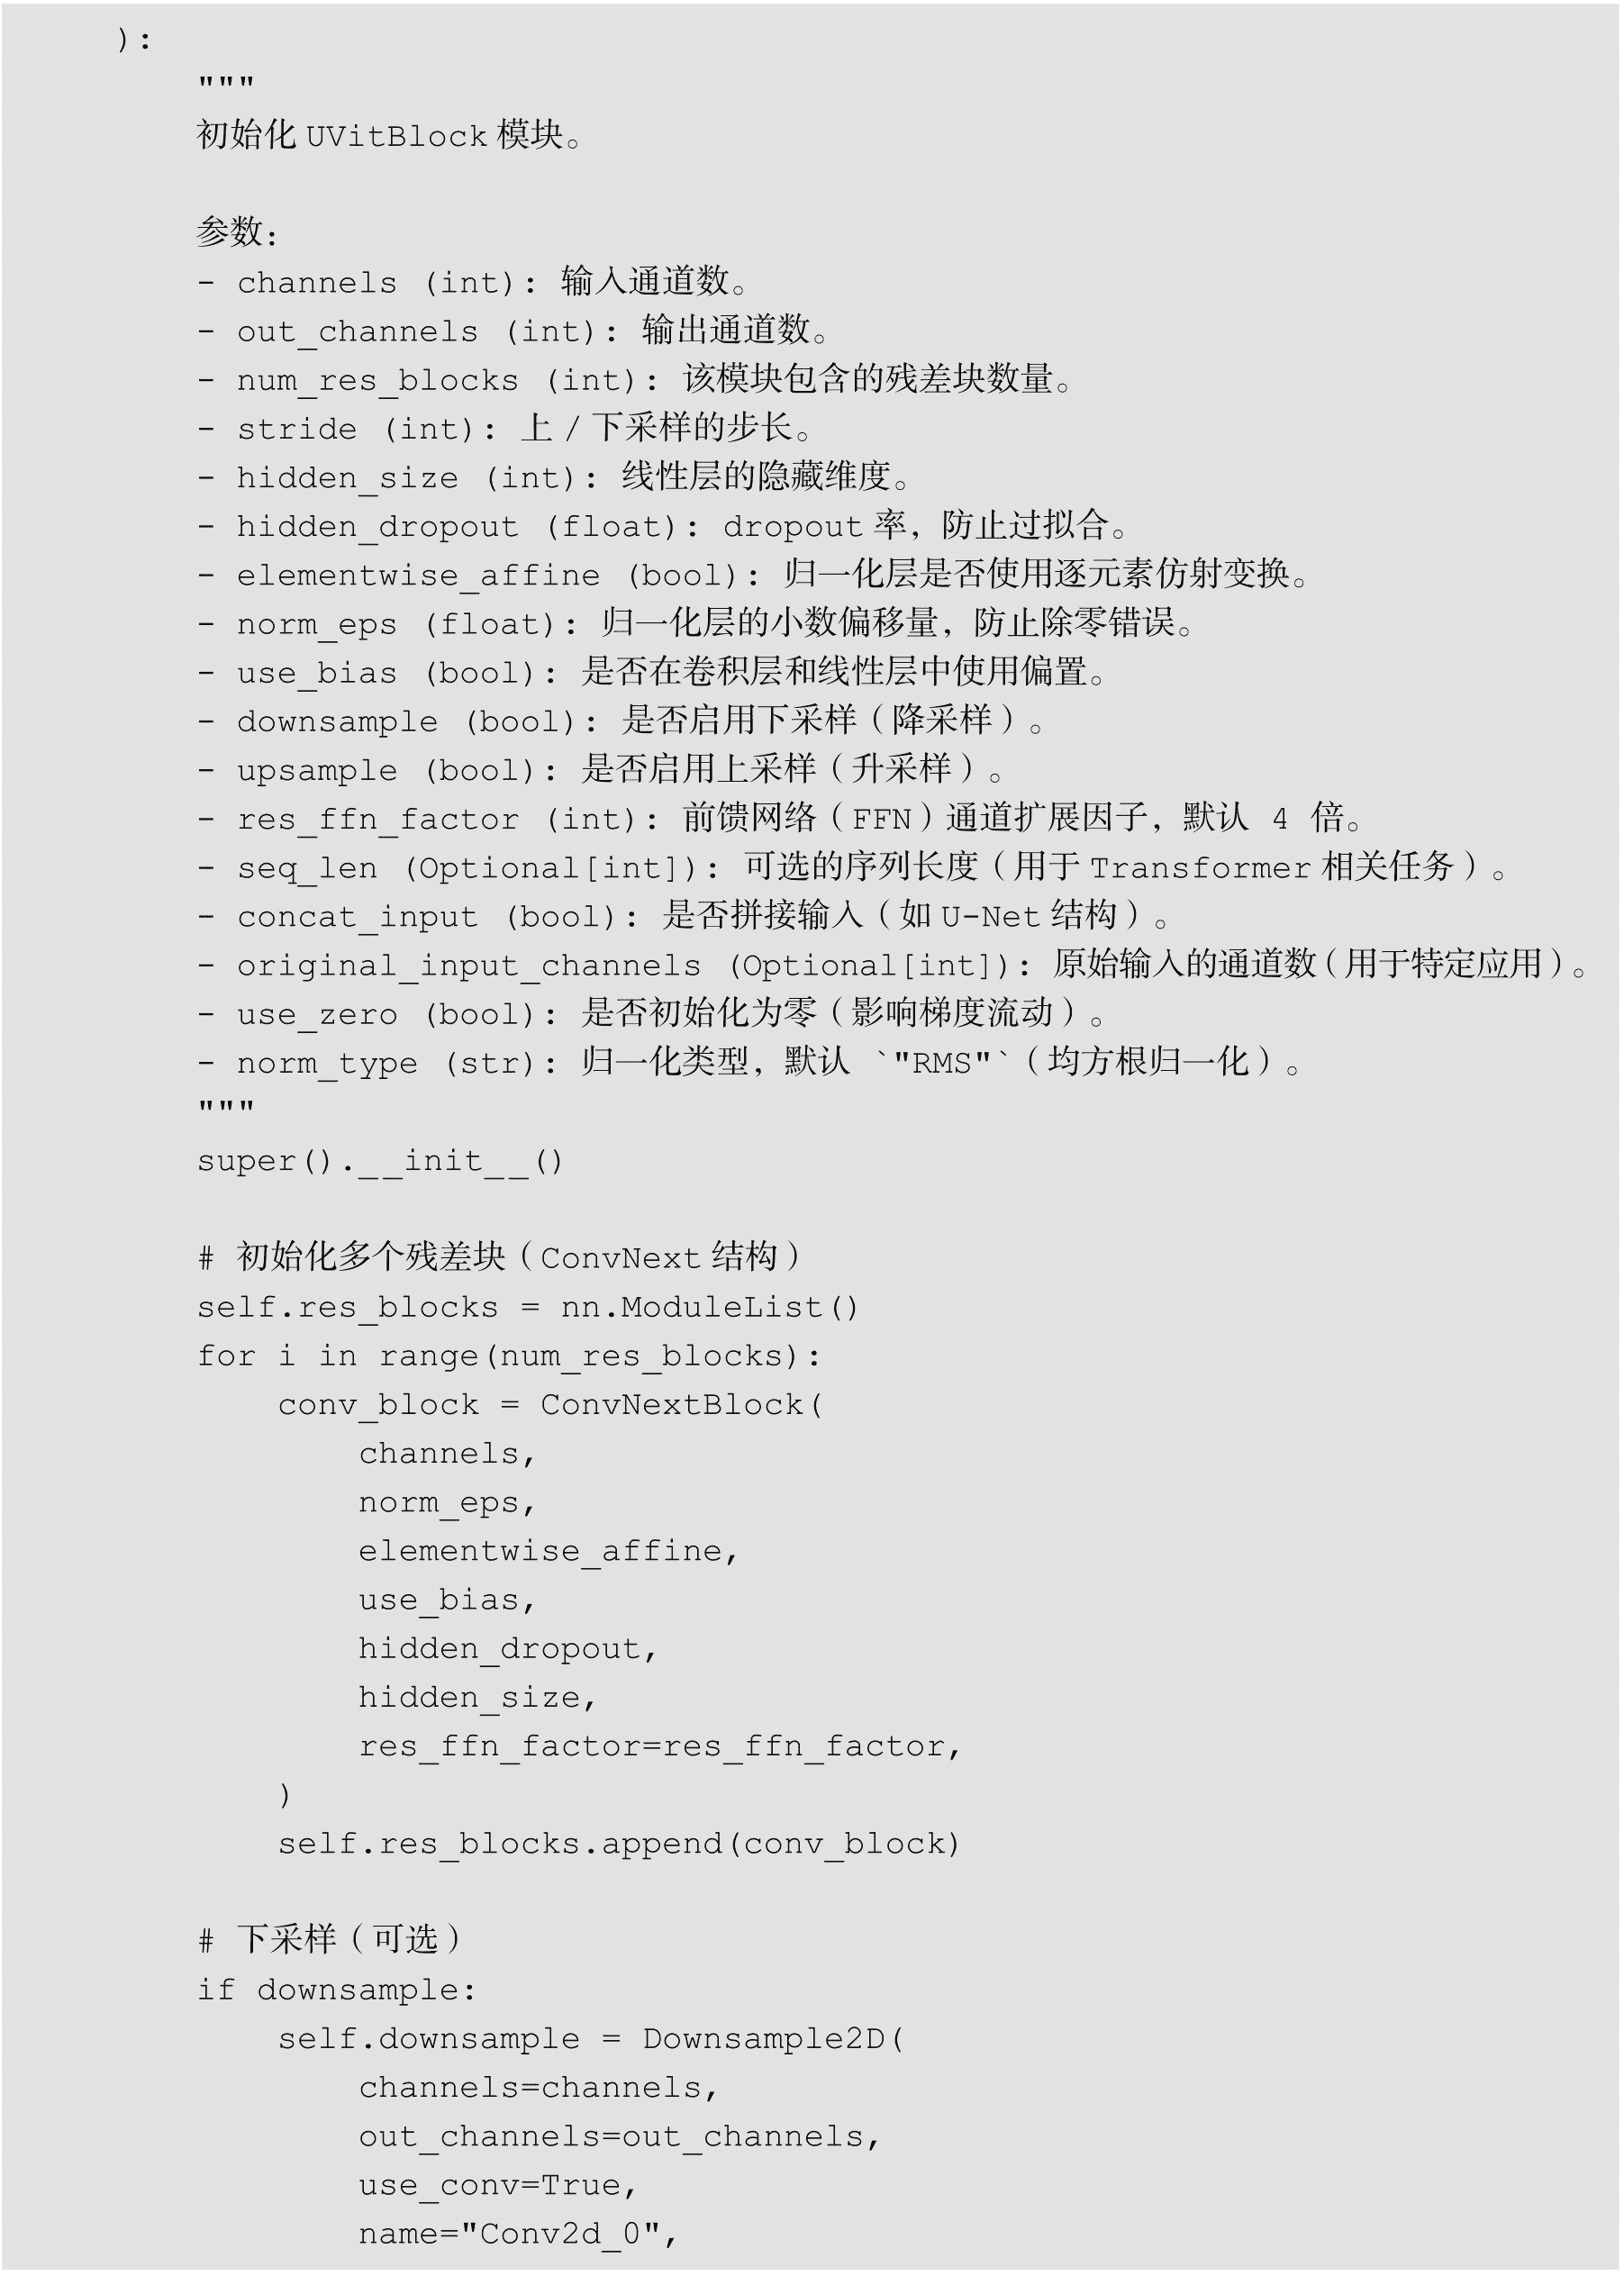 ):
"""
初始化 UVitBlock 模块。
参数：
- channels (int): 输入通道数。
- out_channels (int): 输出通道数。
- num_res_blocks (int): 该模块包含的残差块数量。
- stride (int): 上 / 下采样的步长。
- hidden_size (int): 线性层的隐藏维度。
- hidden_dropout (float): dropout 率，防止过拟合。
- elementwise_affine (bool): 归一化层是否使用逐元素仿射变换。
- norm_eps (float): 归一化层的小数偏移量，防止除零错误。
- use_bias (bool): 是否在卷积层和线性层中使用偏置。
- downsample (bool): 是否启用下采样（降采样）。
- upsample (bool): 是否启用上采样（升采样）。
- res_ffn_factor (int): 前馈网络（FFN）通道扩展因子，默认 4 倍。
- seq_len (Optional[int]): 可选的序列长度（用于 Transformer 相关任务）。
- concat_input (bool): 是否拼接输入（如 U-Net 结构）。
- original_input_channels (Optional[int]): 原始输入的通道数（用于特定应用）。
- use_zero (bool): 是否初始化为零（影响梯度流动）。
- norm_type (str): 归一化类型，默认 `"RMS"`（均方根归一化）。
"""
super().__init__()
# 初始化多个残差块（ConvNext 结构）
self.res_blocks = nn.ModuleList()
for i in range(num_res_blocks):
    conv_block = ConvNextBlock(
        channels,
        norm_eps,
        elementwise_affine,
        use_bias,
        hidden_dropout,
        hidden_size,
        res_ffn_factor=res_ffn_factor,
    )
    self.res_blocks.append(conv_block)
# 下采样（可选）
if downsample:
    self.downsample = Downsample2D(
        channels=channels,
        out_channels=out_channels,
        use_conv=True,
        name="Conv2d_0",